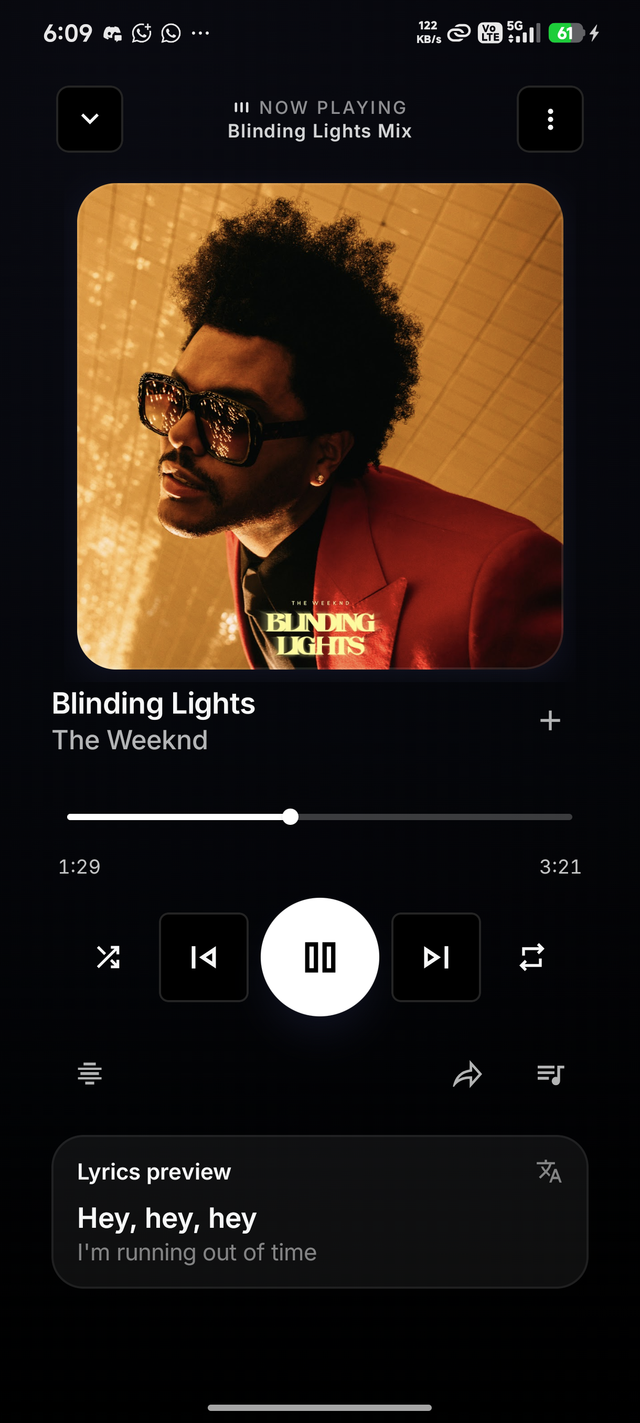 6:09
122
KB/s
Vo
LTE
5G
61
NOW PLAYING
Blinding Lights Mix
THE WEEKND
BLINDING
LIGHTS
Blinding Lights
The Weeknd
1:29
3:21
Lyrics preview
Hey, hey, hey
I'm running out of time